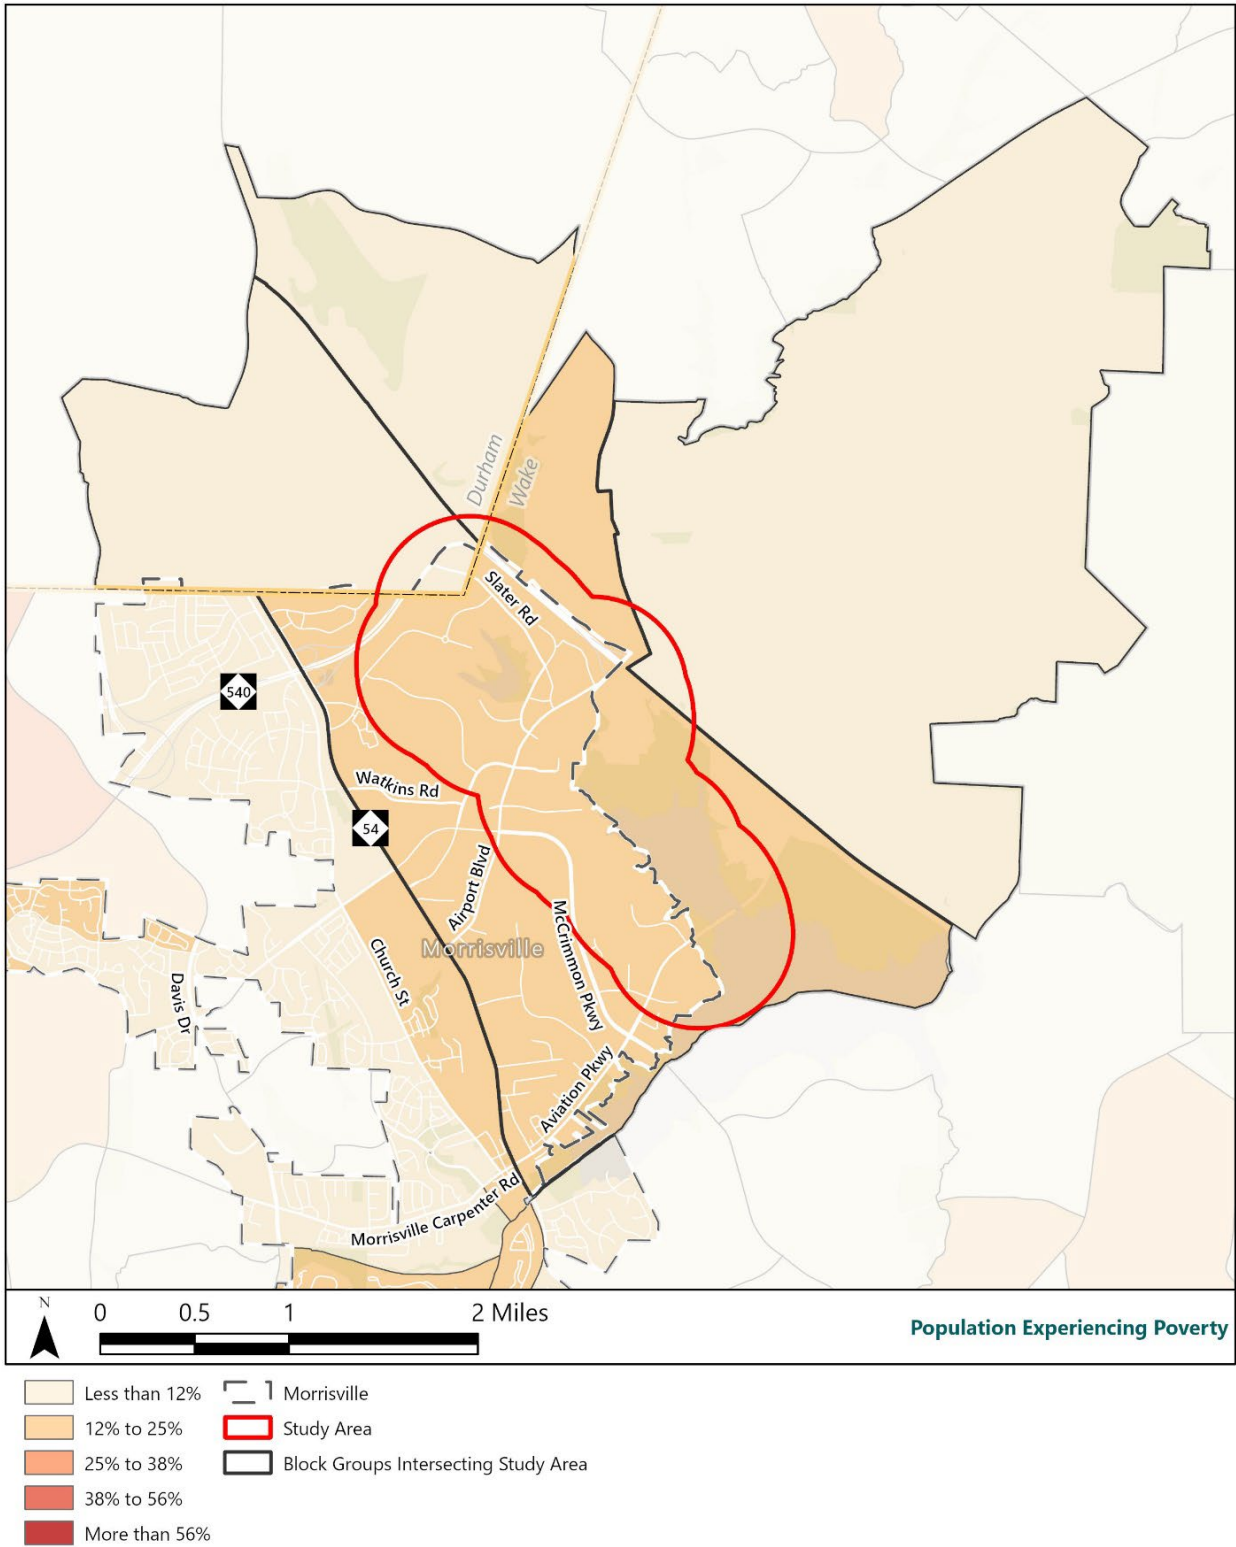 Durham
Wake
Slater Rd
540
Watkins Rd
54
Airport Blvd
McCrimmon Pkwy
Morrisville
Church St
Davis Dr
Aviation Pkwy
Morrisville Carpenter Rd
N
0 0.5 1 2 Miles
Population Experiencing Poverty
Less than 12%
Morrisville
12% to 25%
Study Area
25% to 38%
Block Groups Intersecting Study Area
38% to 56%
More than 56%